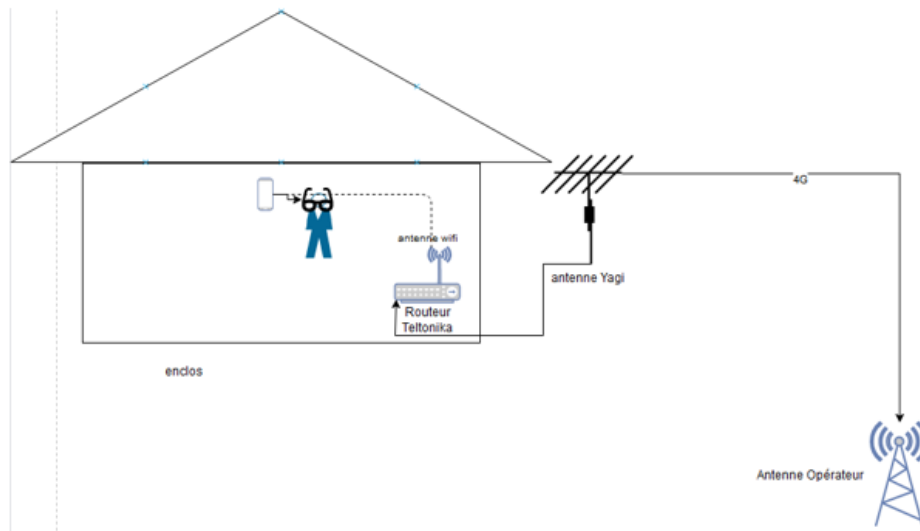 4G
antenne wifi
antenne Yagi
Routeur
Teltonika
enclos
Antenne Opérateur